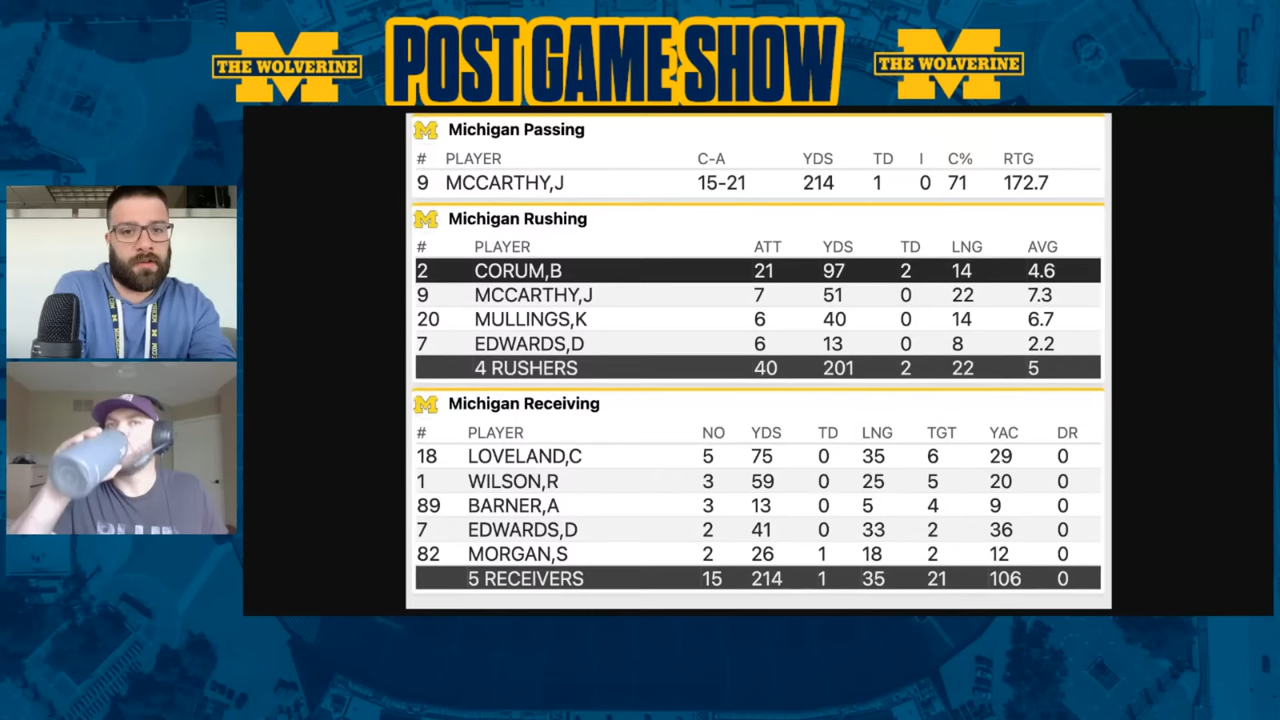 THE WOLVERINE
POST GAME SHOW
THE WOLVERINE
M Michigan Passing
# PLAYER C-A YDS TD I C% RTG
9 MCCARTHY,J 15-21 214 1 0 71 172.7
M Michigan Rushing
# PLAYER ATT YDS TD LNG AVG
2 CORUM,B 21 97 2 14 4.6
9 MCCARTHY,J 7 51 0 22 7.3
20 MULLINGS,K 6 40 0 14 6.7
7 EDWARDS,D 6 13 0 8 2.2
4 RUSHERS 40 201 2 22 5
M Michigan Receiving
# PLAYER NO YDS TD LNG TGT YAC DR
18 LOVELAND,C 5 75 0 35 6 29 0
1 WILSON,R 3 59 0 25 5 20 0
89 BARNER,A 3 13 0 5 4 9 0
7 EDWARDS,D 2 41 0 33 2 36 0
82 MORGAN,S 2 26 1 18 2 12 0
5 RECEIVERS 15 214 1 35 21 106 0